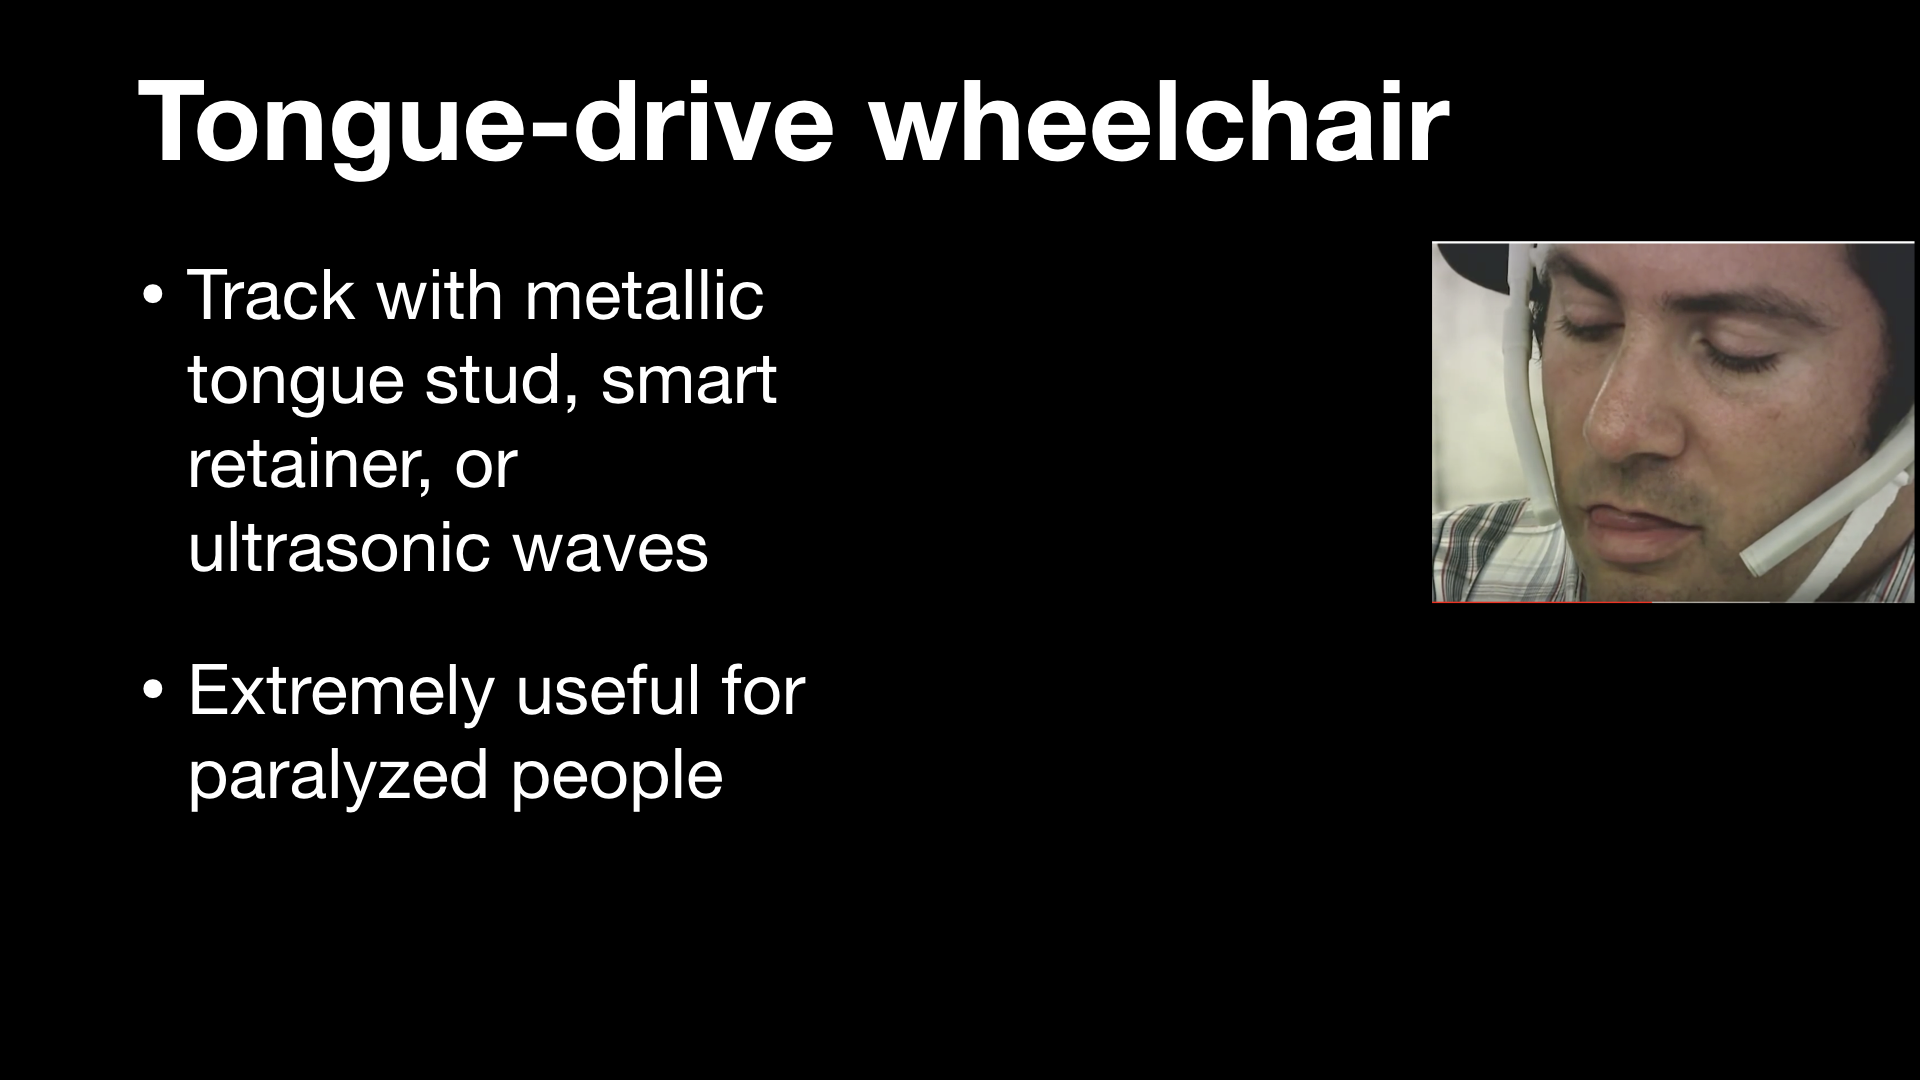 Tongue-drive wheelchair
• Track with metallic
tongue stud, smart
retainer, or
ultrasonic waves
• Extremely useful for
paralyzed people